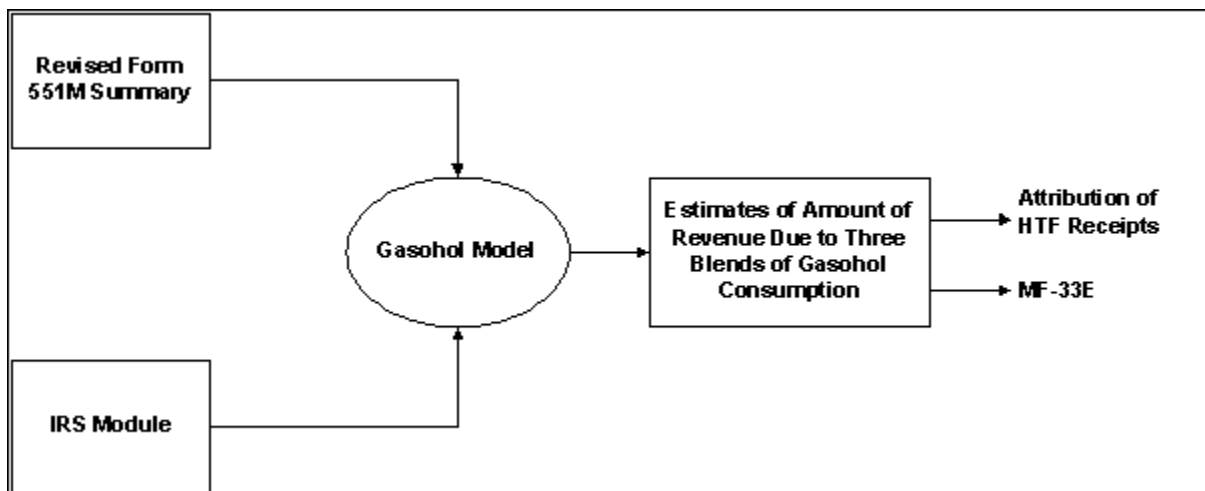 Revised Form
551M Summary
Gasohol Model
Estimates of Amount of
Revenue Due to Three
Blends of Gasohol
Consumption
Attribution of
HTF Receipts
MF-33E
IRS Module